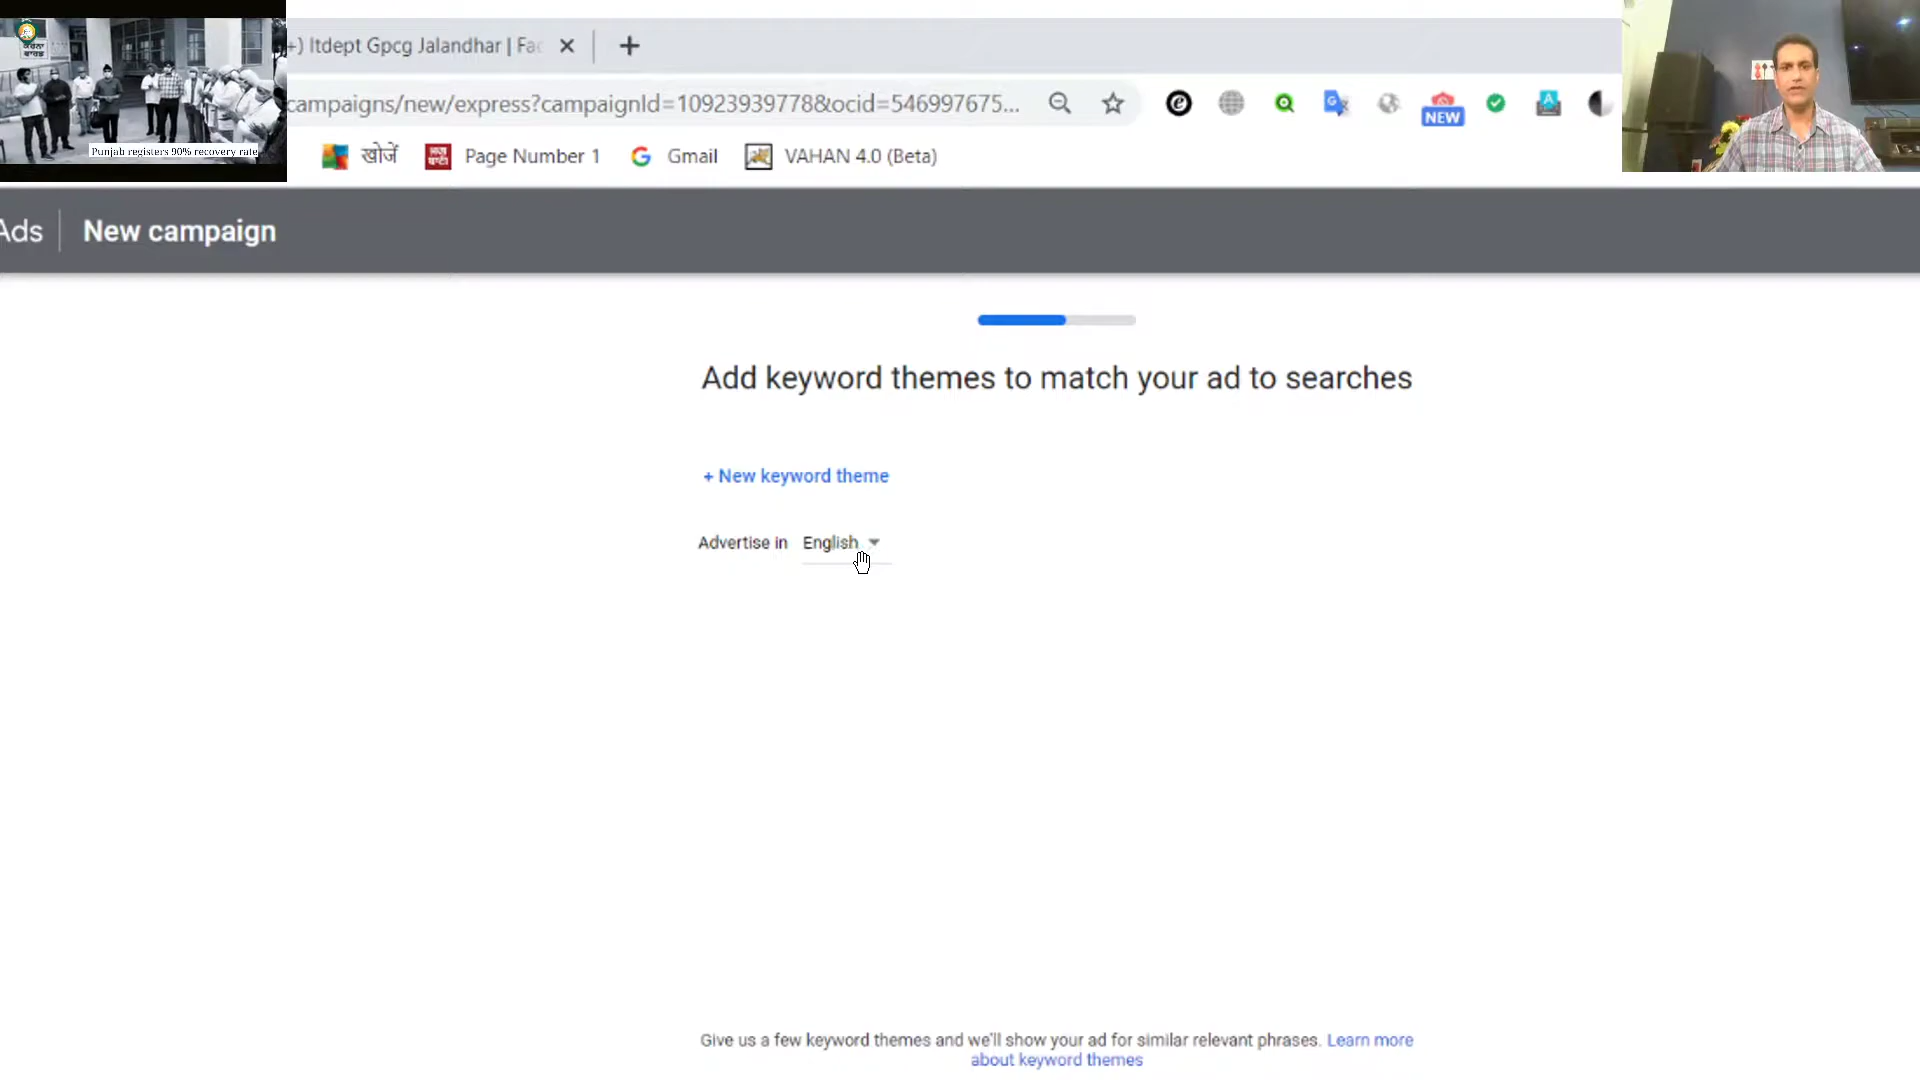 ਕਰੋਨਾ
ਵਾਰਡ
Punjab registers 90% recovery rate
+) Itdept Gpcg Jalandhar | Fac
campaigns/new/express?campaignId=10923939778&ocid=546997675...
NEW
खोजें
Page Number 1
Gmail
VAHAN 4.0 (Beta)
Ads
New campaign
Add keyword themes to match your ad to searches
+ New keyword theme
Advertise in English
Give us a few keyword themes and we'll show your ad for similar relevant phrases. Learn more
about keyword themes